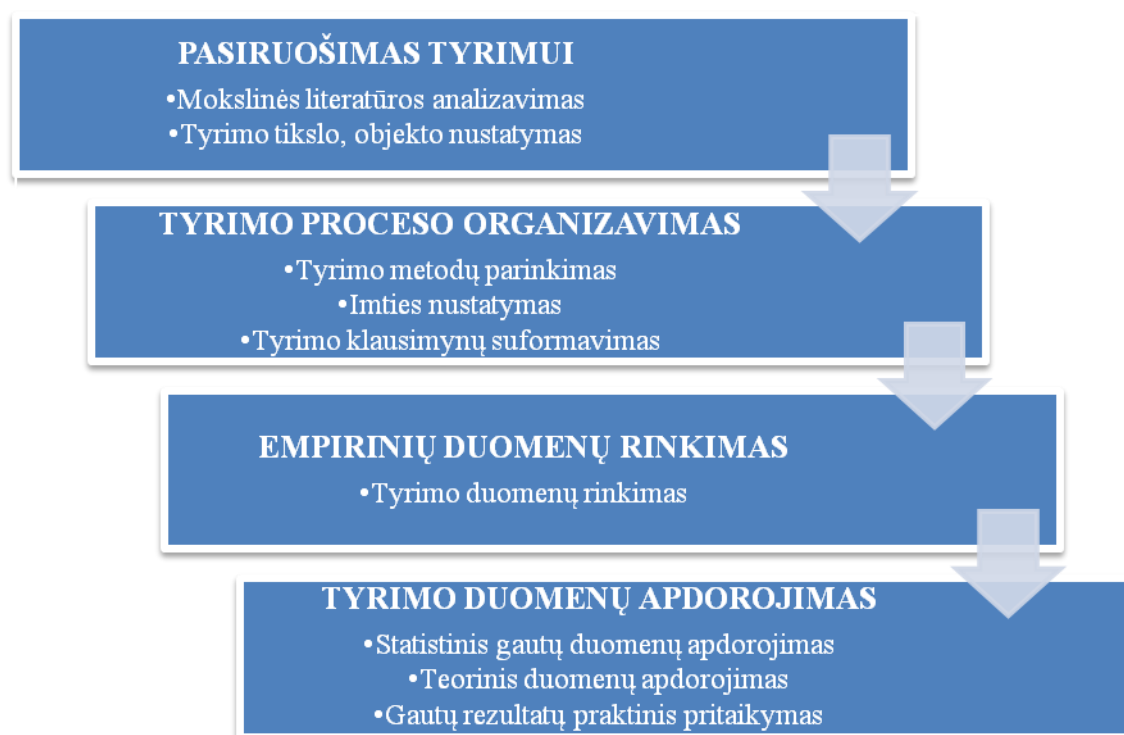 PASIRUOŠIMAS TYRIMUI
•Mokslinės literatūros analizavimas
•Tyrimo tikslo, objekto nustatymas
TYRIMO PROCESO ORGANIZAVIMAS
•Tyrimo metodų parinkimas
•Imties nustatymas
•Tyrimo klausimynų suformavimas
EMPIRINIŲ DUOMENŲ RINKIMAS
•Tyrimo duomenų rinkimas
TYRIMO DUOMENŲ APDOROJIMAS
•Statistinis gautų duomenų apdorojimas
•Teorinis duomenų apdorojimas
•Gautų rezultatų praktinis pritaikymas